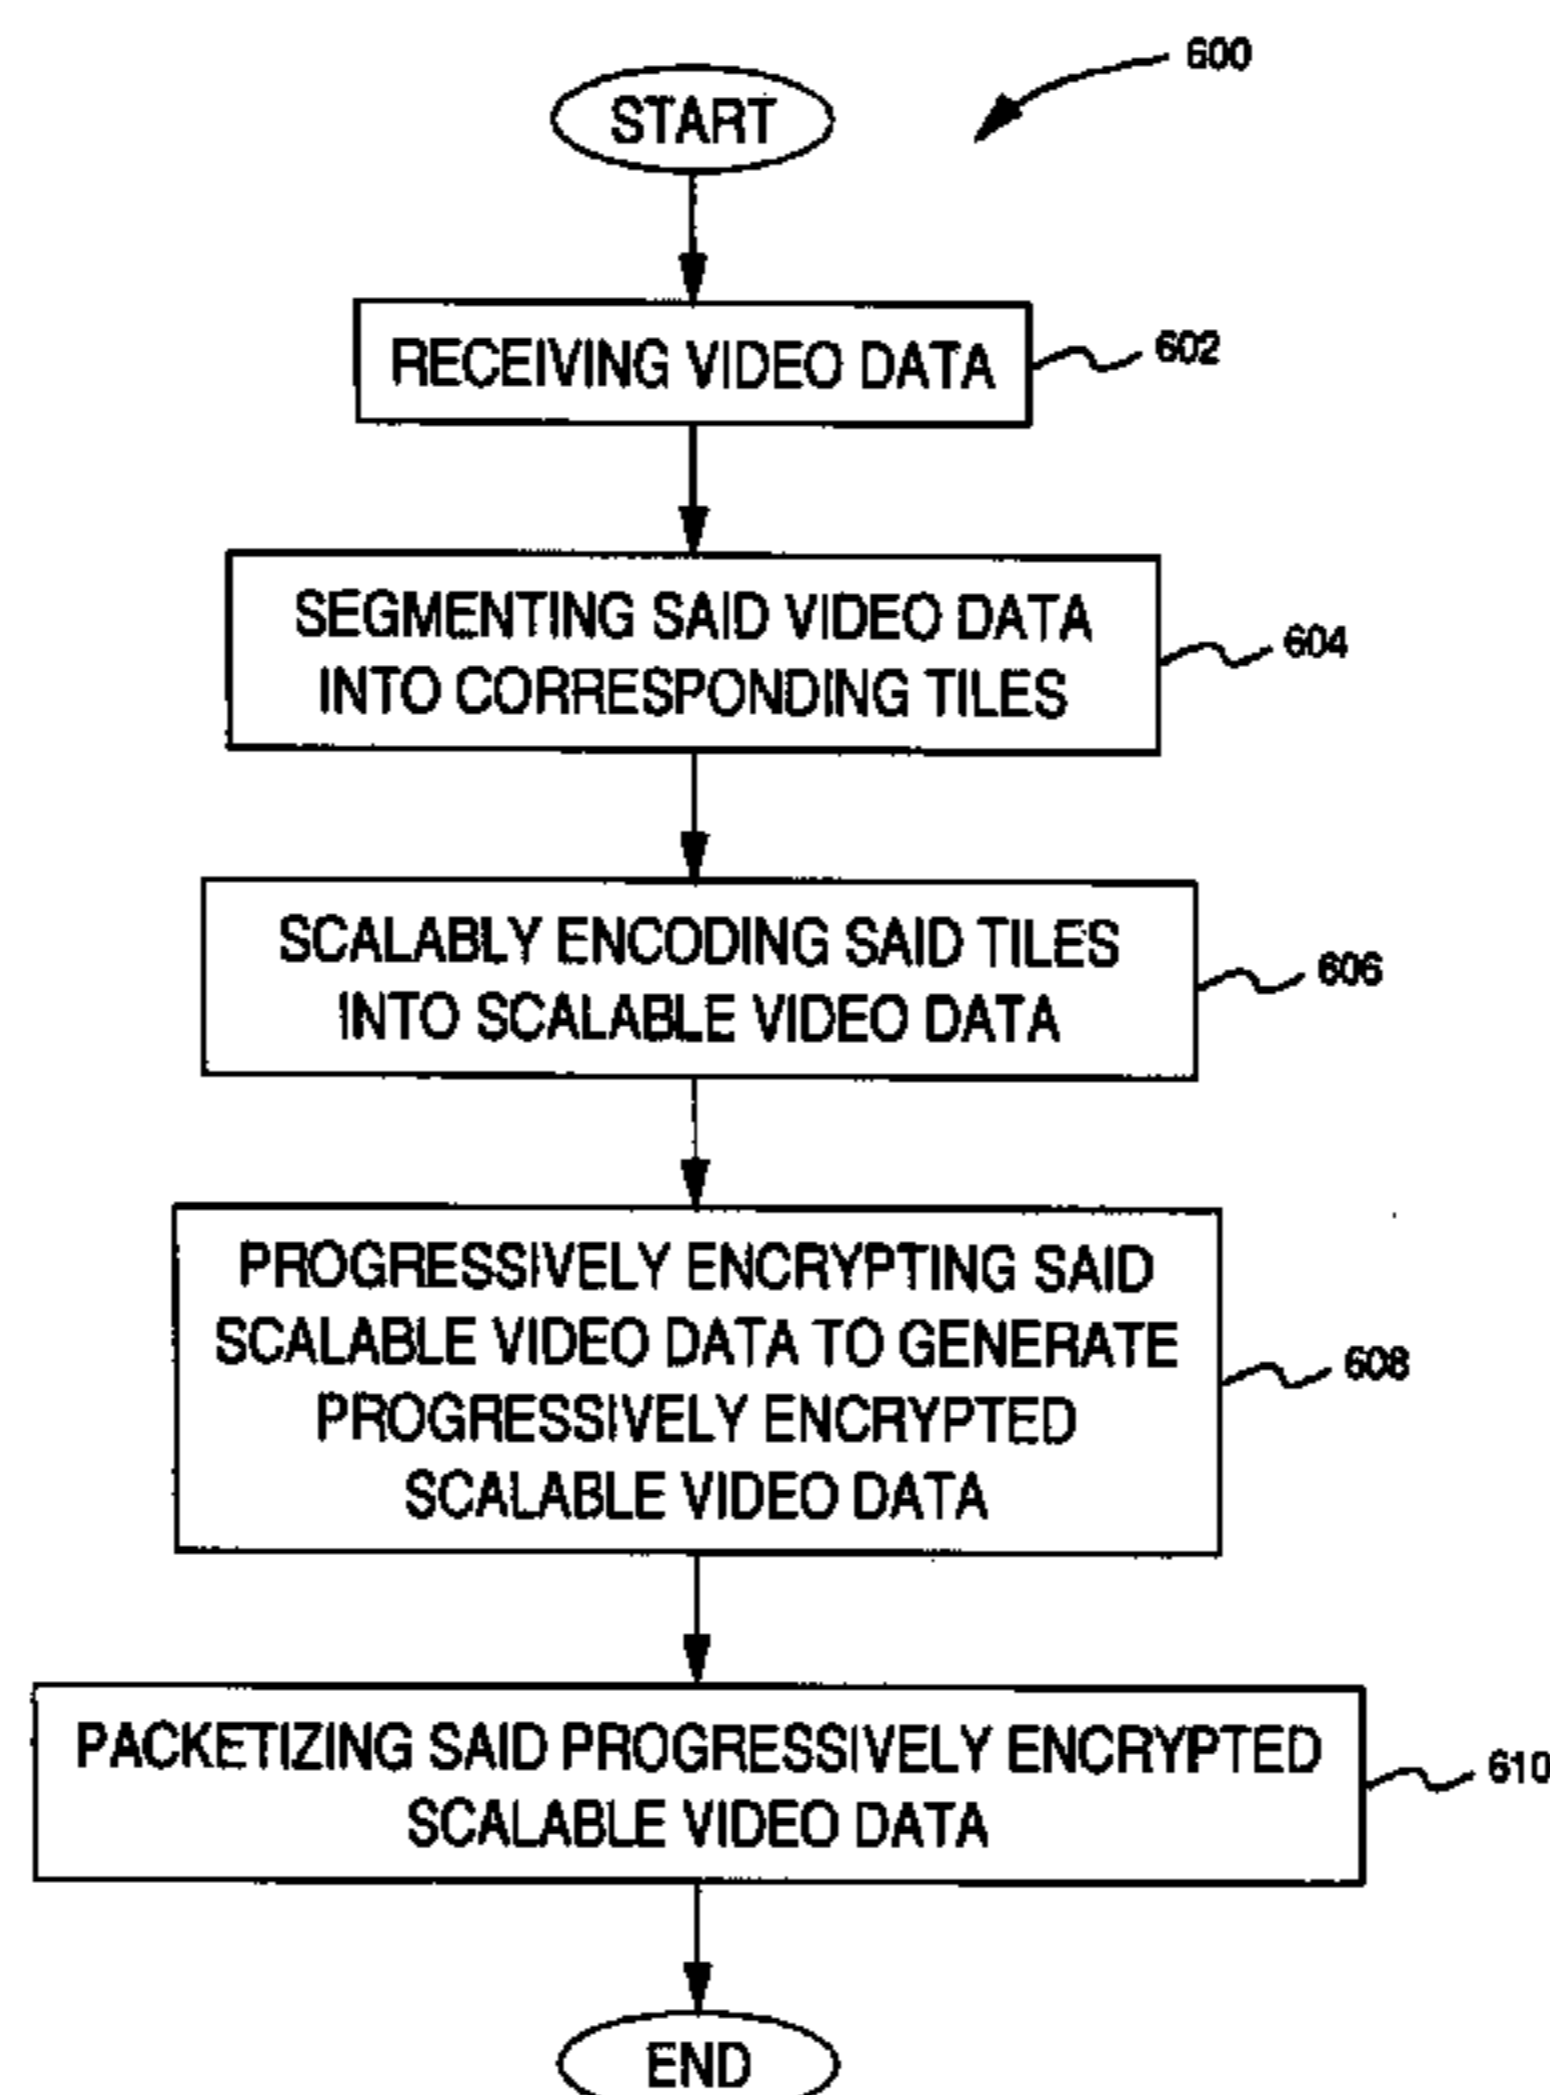 600
START
RECEIVING VIDEO DATA
602
SEGMENTING SAID VIDEO DATA
INTO CORRESPONDING TILES
604
SCALABLY ENCODING SAID TILES
INTO SCALABLE VIDEO DATA
606
PROGRESSIVELY ENCRYPTING SAID
SCALABLE VIDEO DATA TO GENERATE
PROGRESSIVELY ENCRYPTED
SCALABLE VIDEO DATA
608
PACKETIZING SAID PROGRESSIVELY ENCRYPTED
SCALABLE VIDEO DATA
610
END